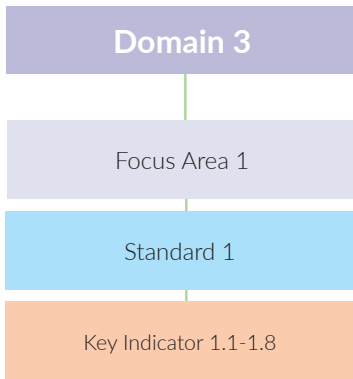 Domain 3
Focus Area 1
Standard 1
Key Indicator 1.1-1.8